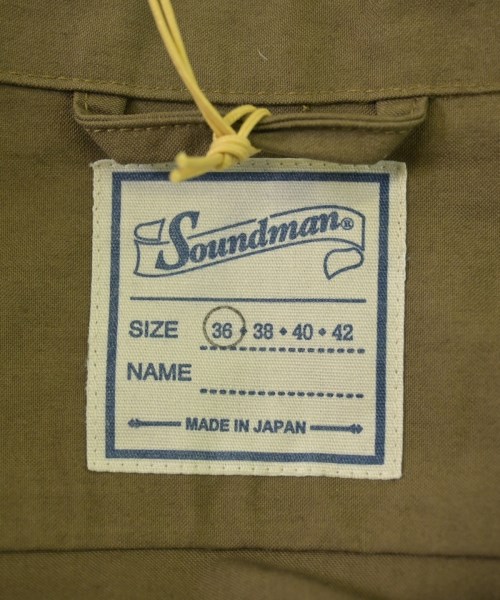 Soundman®
SIZE 36 • 38 • 40 • 42
NAME
MADE IN JAPAN